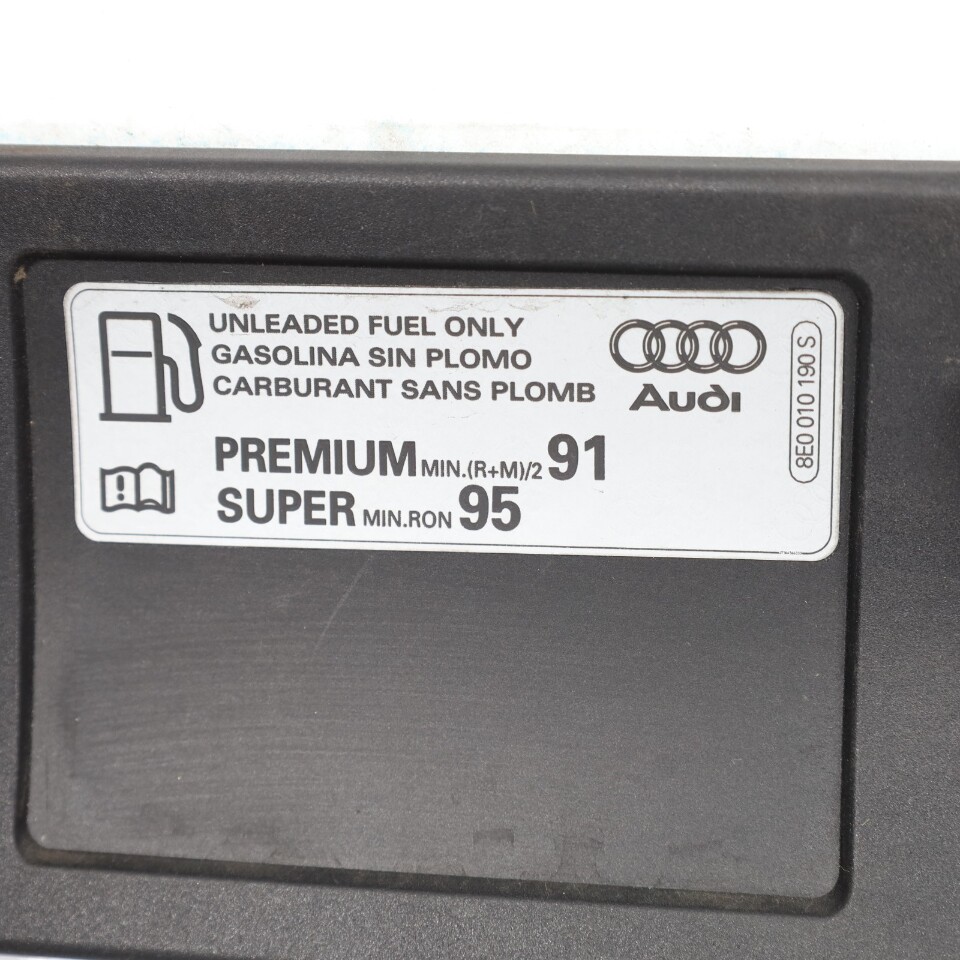 UNLEADED FUEL ONLY
GASOLINA SIN PLOMO
CARBURANT SANS PLOMB
PREMIUM MIN.(R+M)/2 91
SUPER MIN.RON 95
Audi
8E0 010 190 S